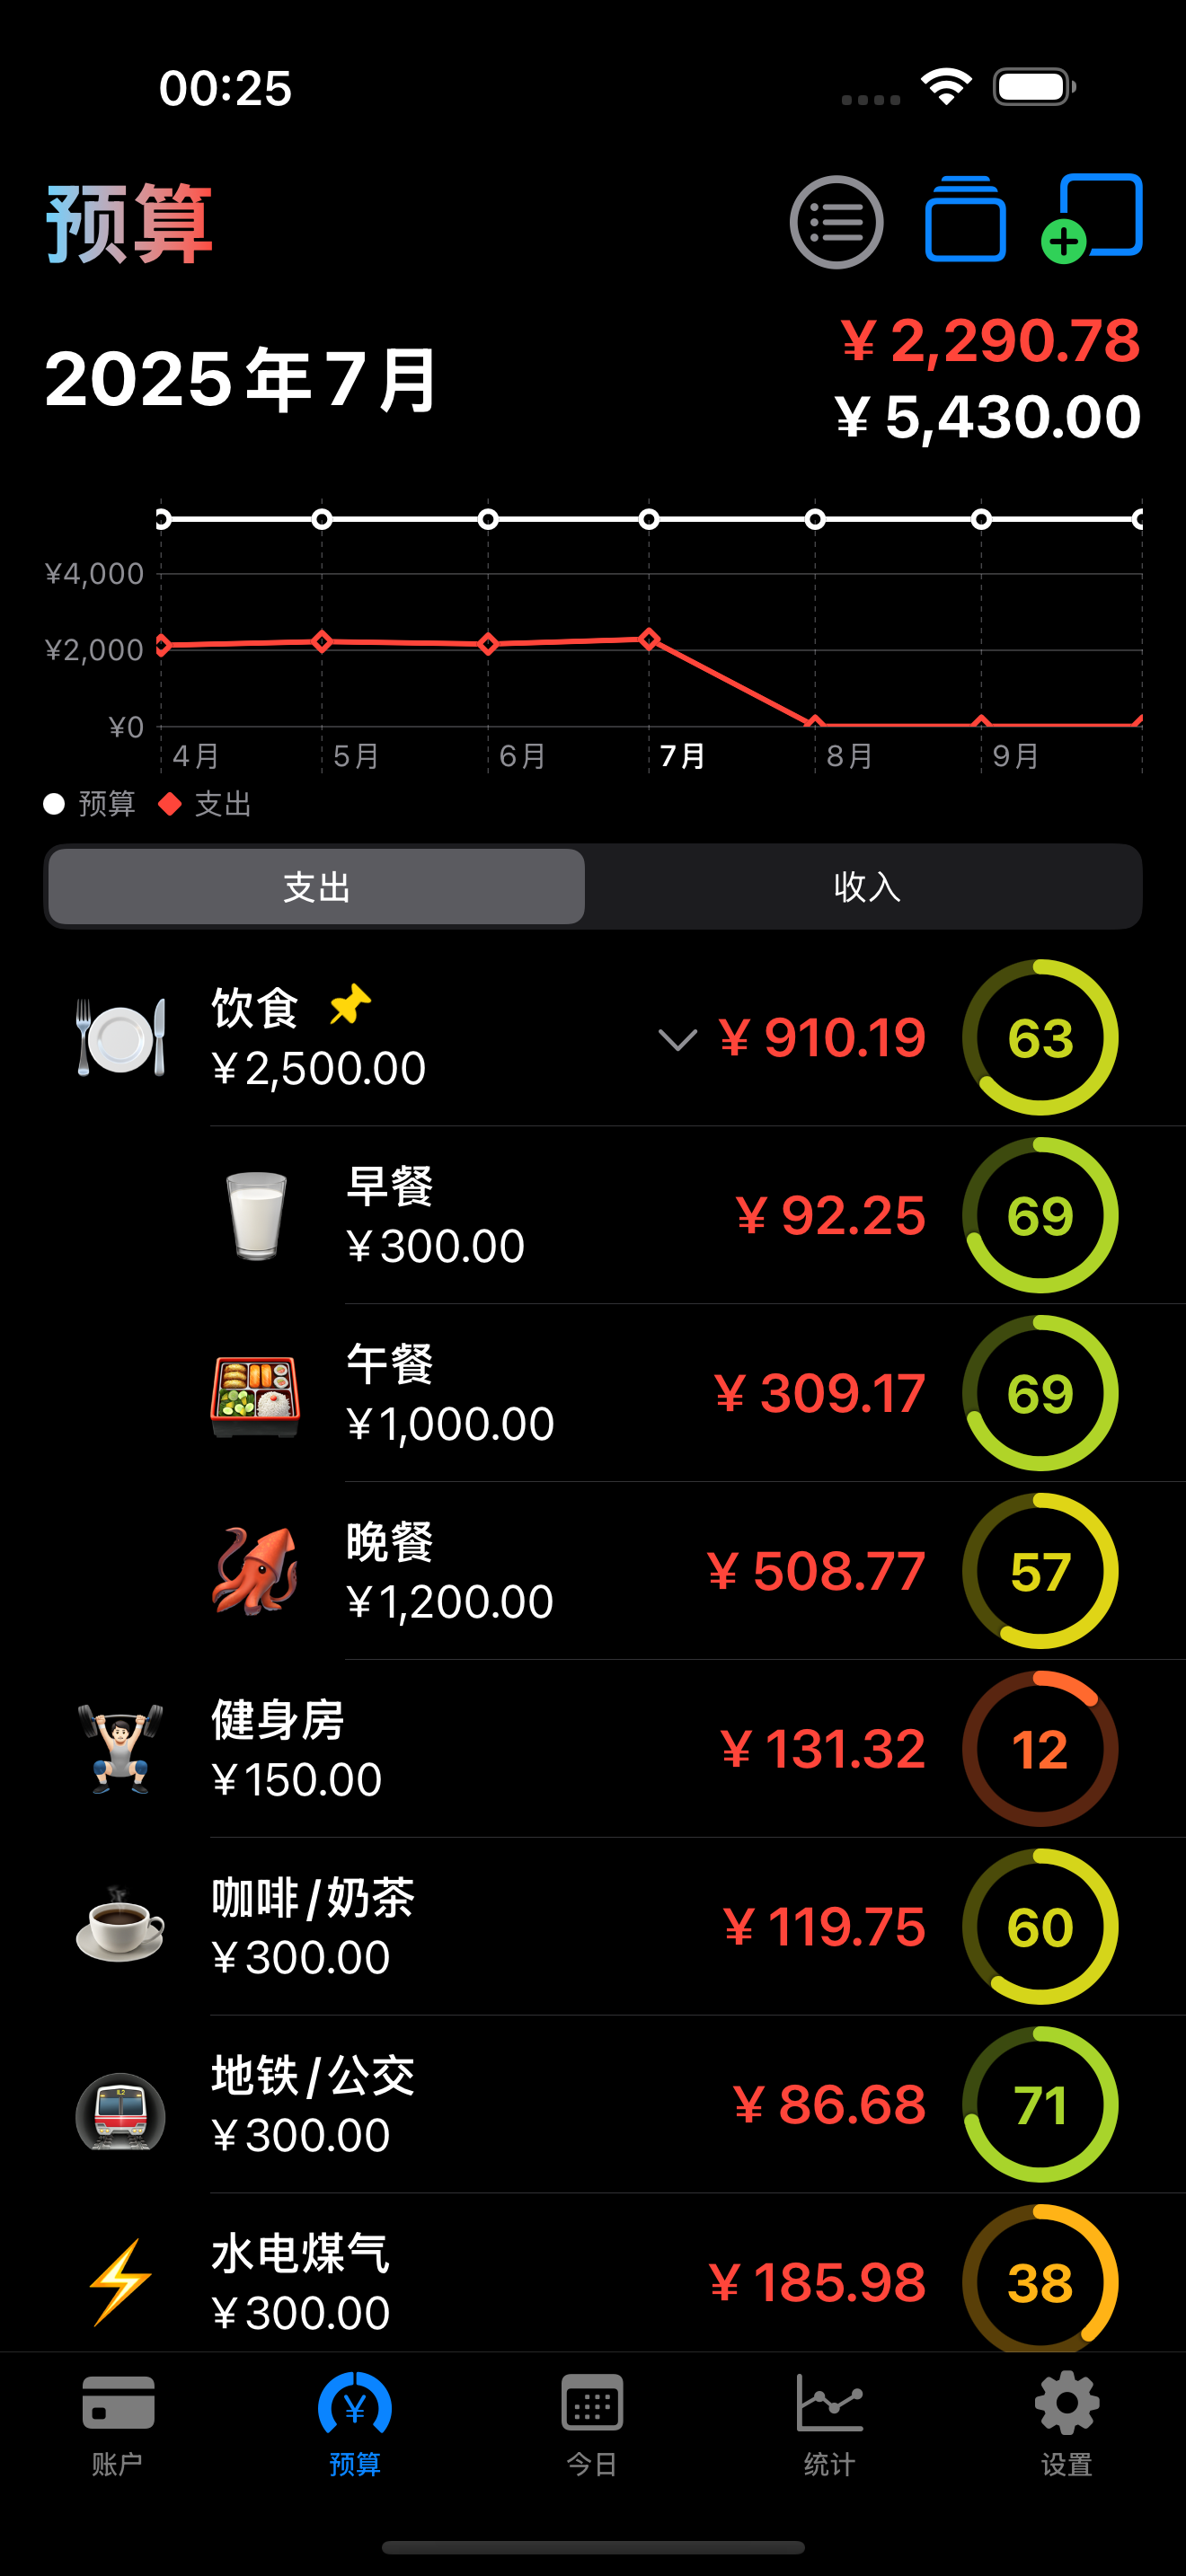 00:25
预算
2025年7月
¥ 2,290.78
¥ 5,430.00
¥4,000
¥2,000
¥0
4月 5月 6月 7月 8月 9月
预算 支出
支出 收入
饮食
¥2,500.00
¥ 910.19
63
早餐
¥300.00
¥ 92.25
69
午餐
¥1,000.00
¥ 309.17
69
晚餐
¥1,200.00
¥ 508.77
57
健身房
¥150.00
¥ 131.32
12
咖啡/奶茶
¥300.00
¥ 119.75
60
地铁/公交
¥300.00
¥ 86.68
71
水电煤气
¥300.00
¥ 185.98
38
¥
账户 预算 今日 统计 设置